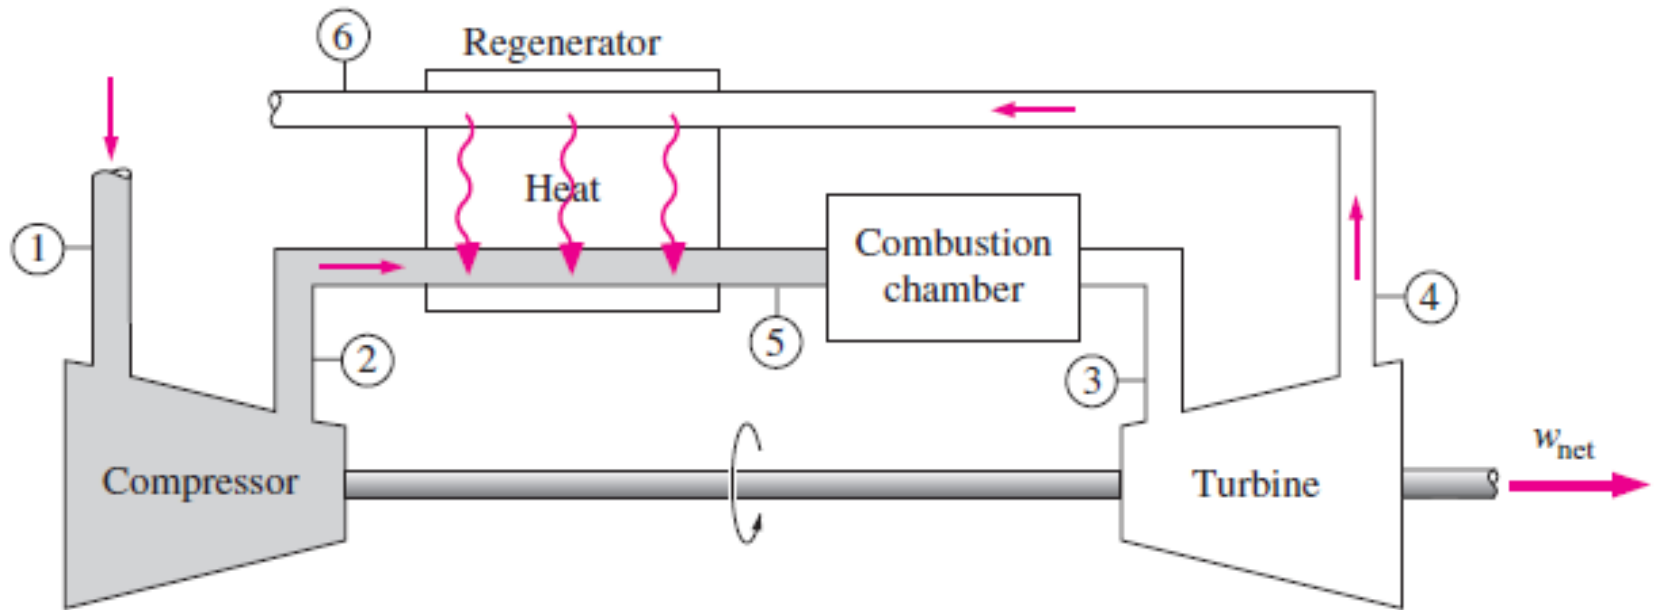 6
Regenerator
1
Heat
Combustion
chamber
4
5
2
3
w_net
Compressor
Turbine